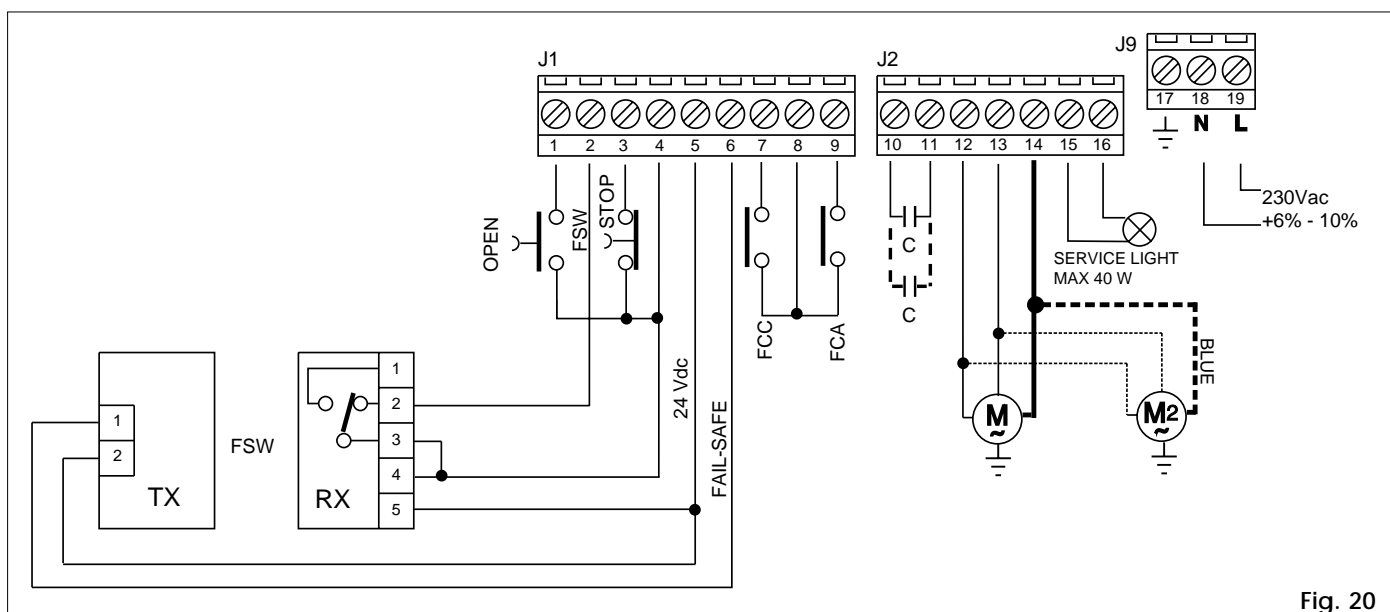 J1
J2
J9
17 18 19
N L
1 2 3 4 5 6 7 8 9
10 11 12 13 14 15 16
230Vac
+6% - 10%
OPEN
FSW
STOP
FCC
FCA
C
C
SERVICE LIGHT
MAX 40 W
BLUE
24 Vdc
FAIL-SAFE
M
~
M2
~
1
2
TX
FSW
RX
1
2
3
4
5
Fig. 20